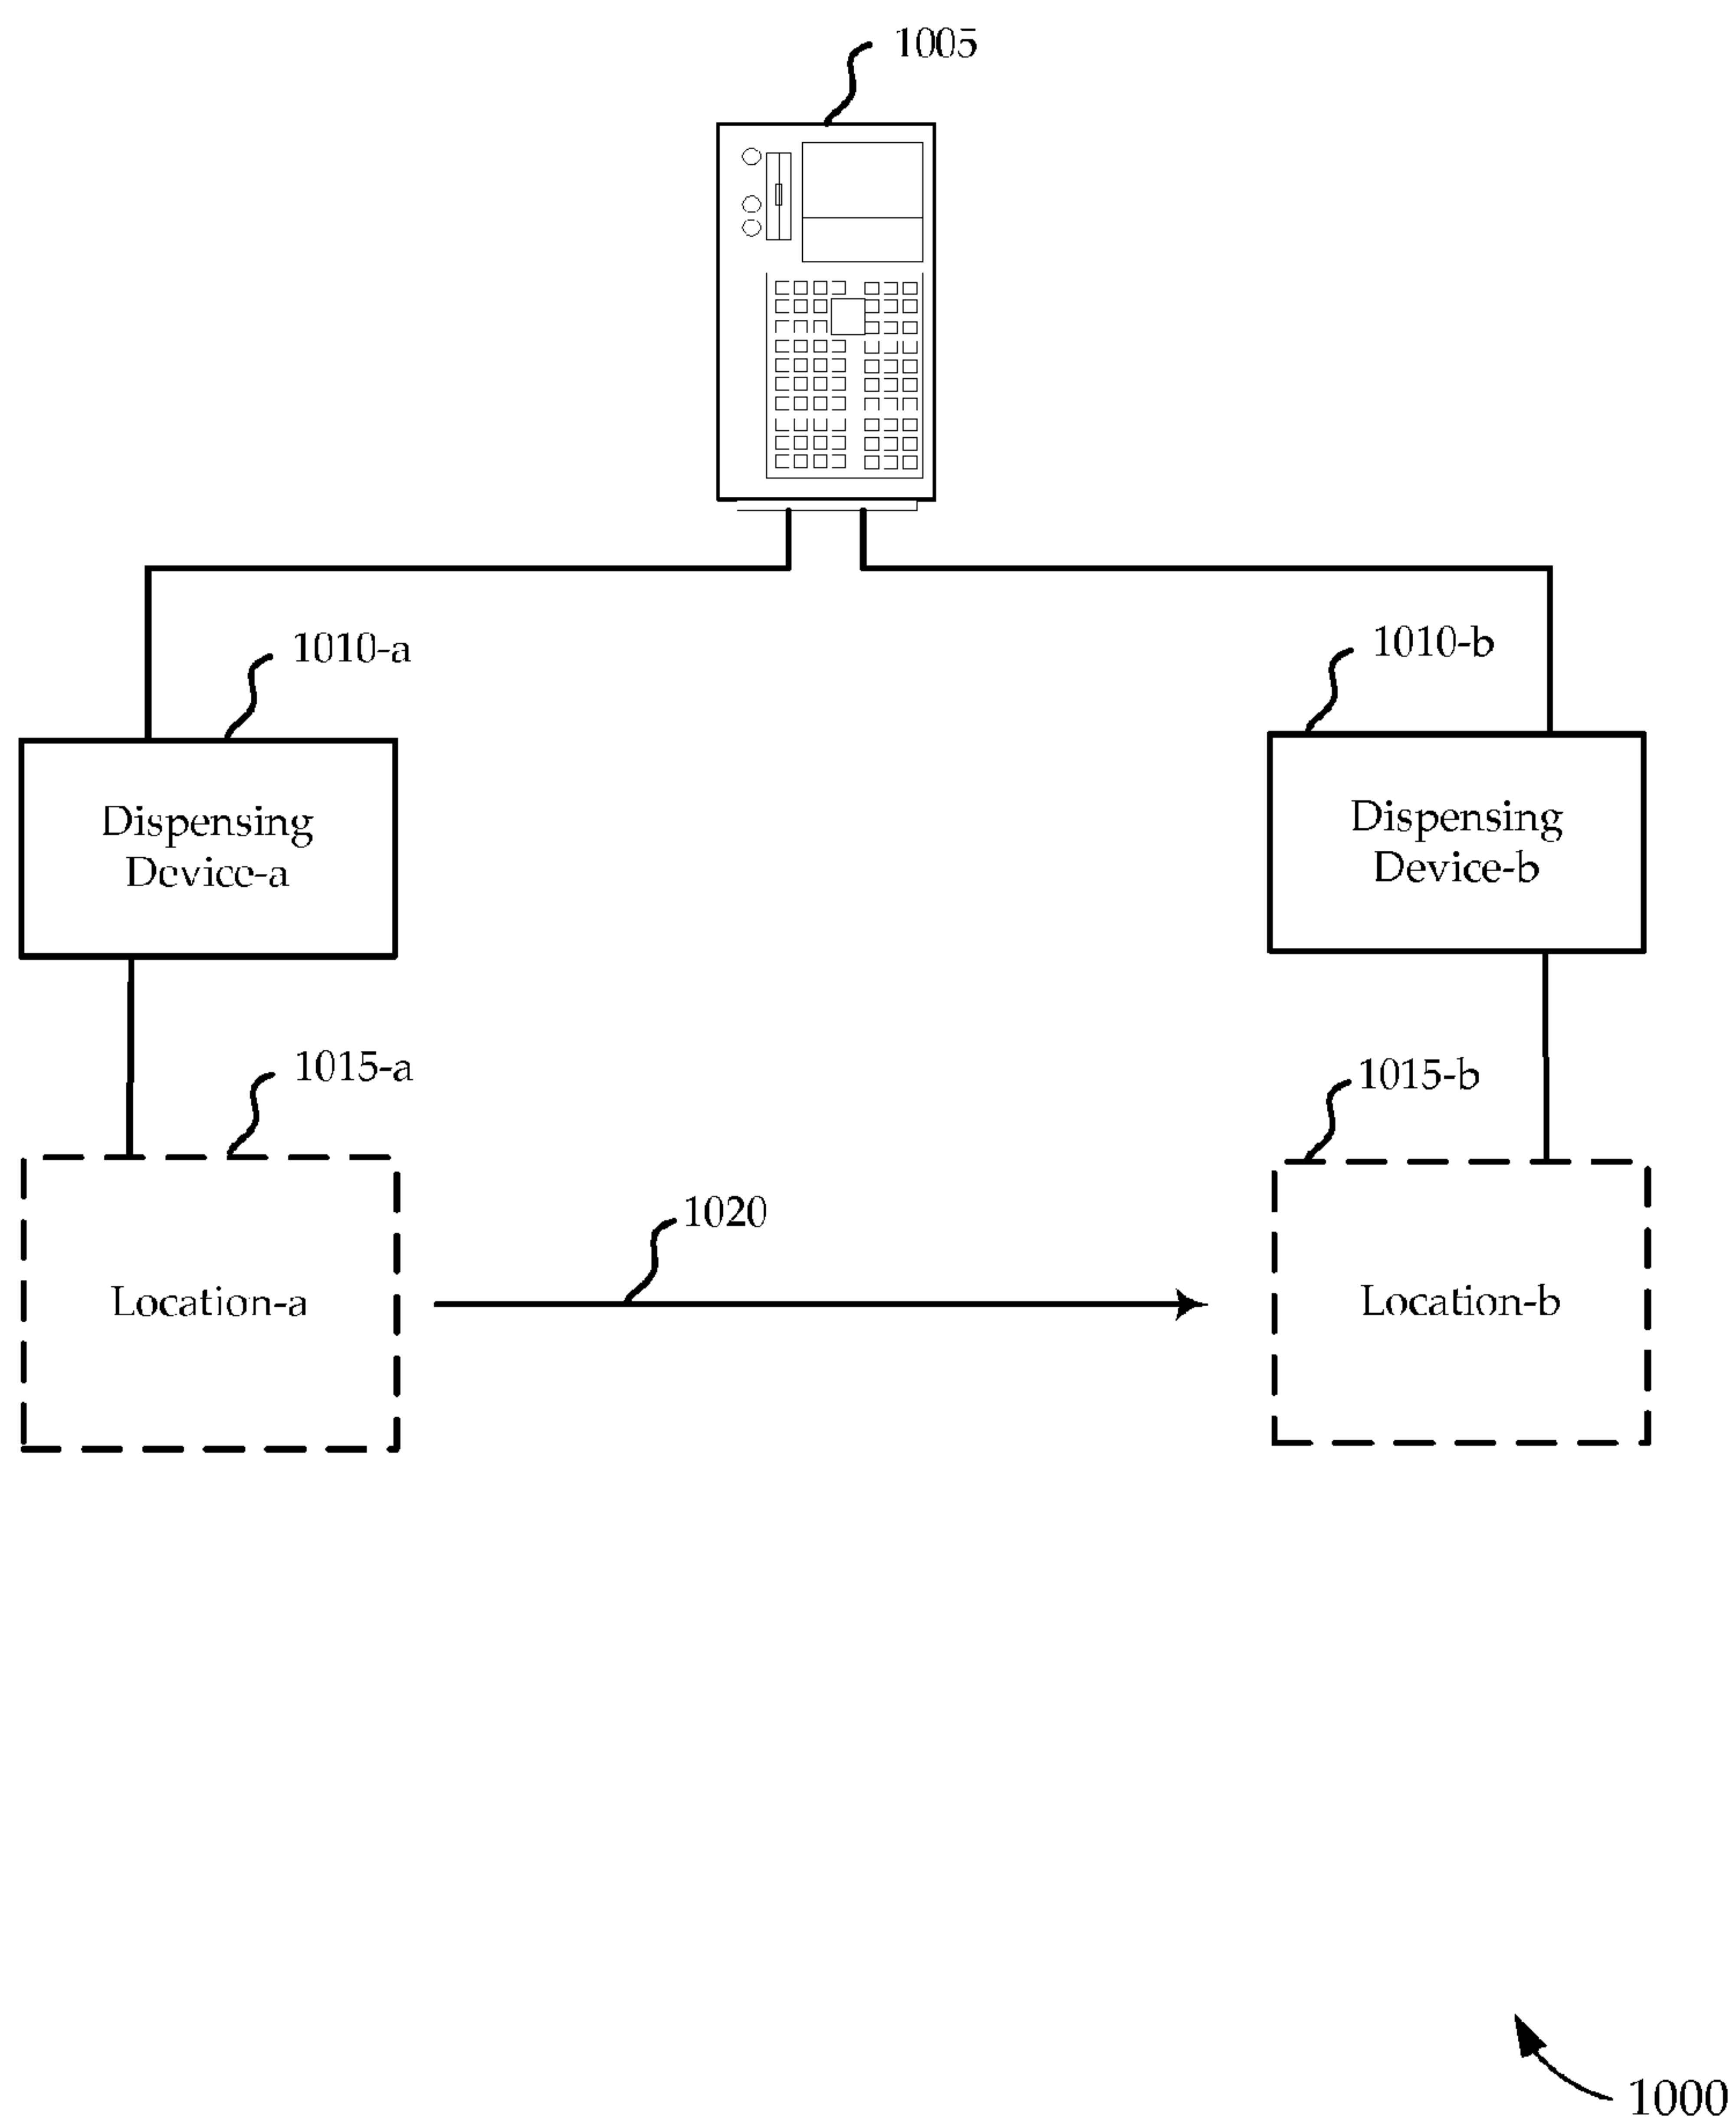 1005
1010-a
1010-b
Dispensing
Device-a
Dispensing
Device-b
1015-a
1015-b
1020
Location-a
Location-b
1000